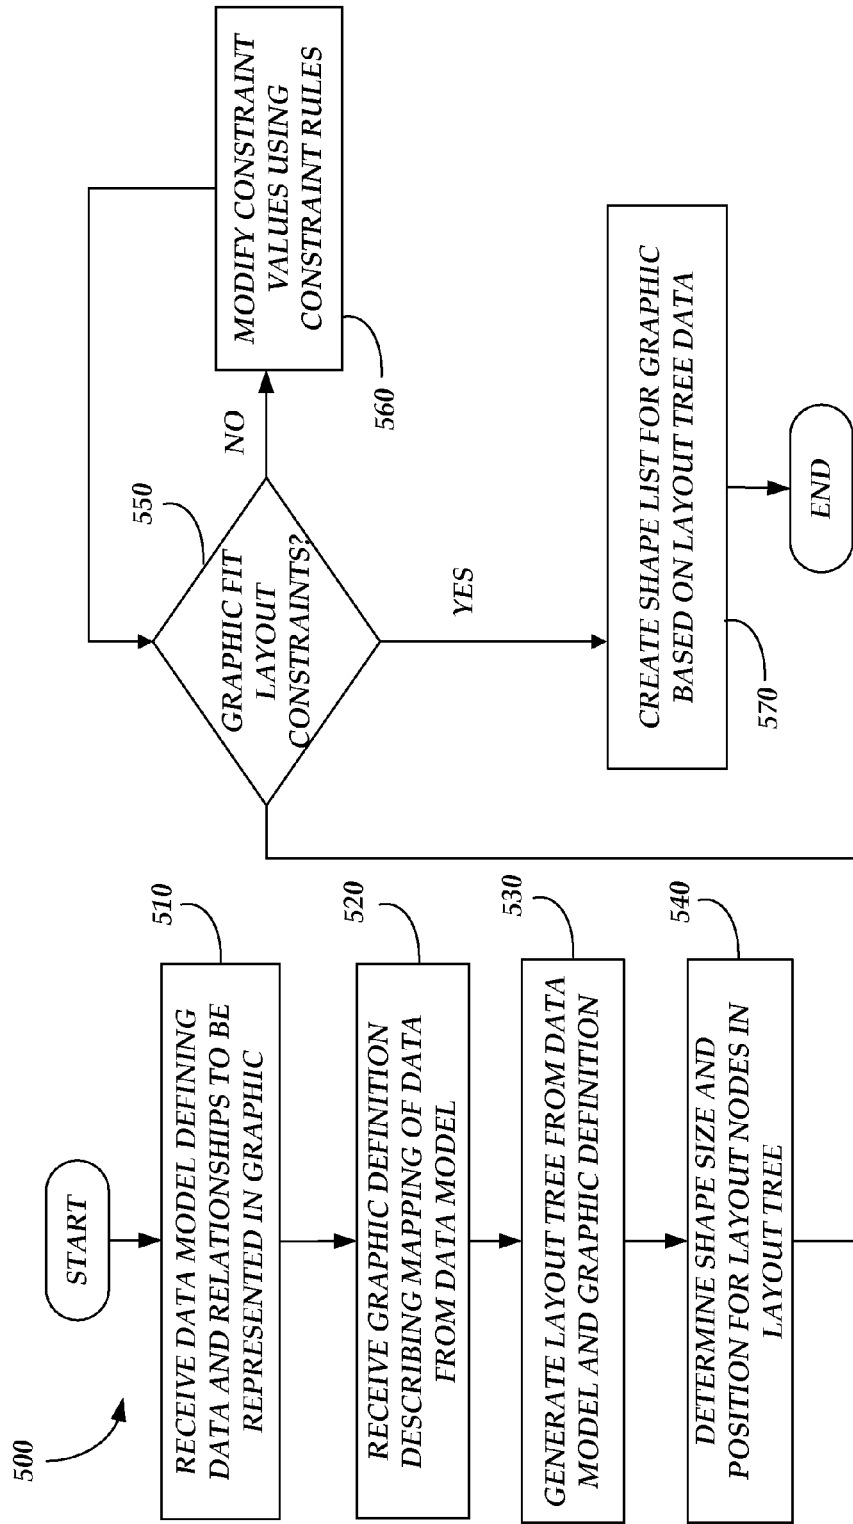 500
START
RECEIVE DATA MODEL DEFINING
DATA AND RELATIONSHIPS TO BE
REPRESENTED IN GRAPHIC
510
RECEIVE GRAPHIC DEFINITION
DESCRIBING MAPPING OF DATA
FROM DATA MODEL
520
GENERATE LAYOUT TREE FROM DATA
MODEL AND GRAPHIC DEFINITION
530
DETERMINE SHAPE SIZE AND
POSITION FOR LAYOUT NODES IN
LAYOUT TREE
540
GRAPHIC FIT
LAYOUT
CONSTRAINTS?
550
NO
MODIFY CONSTRAINT
VALUES USING
CONSTRAINT RULES
560
YES
CREATE SHAPE LIST FOR GRAPHIC
BASED ON LAYOUT TREE DATA
570
END